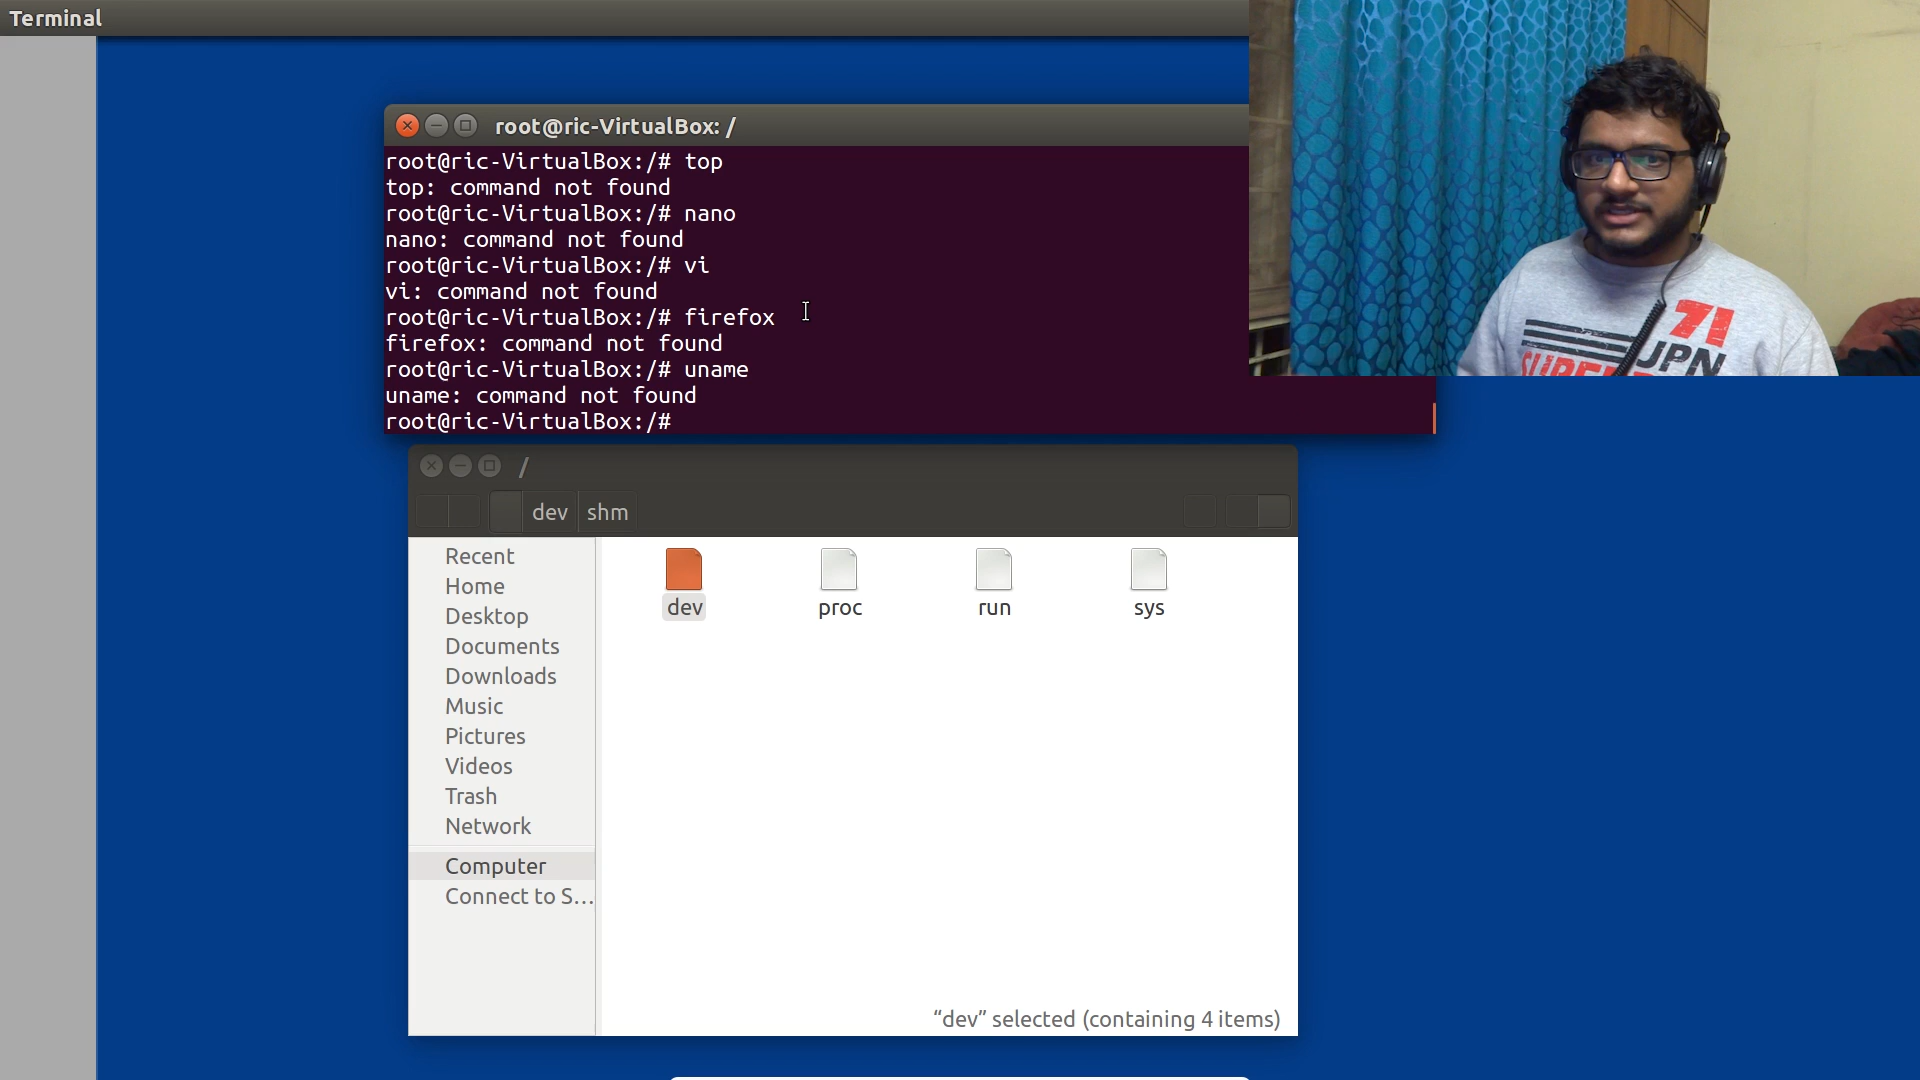 Terminal
root@ric-VirtualBox: /
root@ric-VirtualBox:/# top
top: command not found
root@ric-VirtualBox:/# nano
nano: command not found
root@ric-VirtualBox:/# vi
vi: command not found
root@ric-VirtualBox:/# firefox
firefox: command not found
root@ric-VirtualBox:/# uname
uname: command not found
root@ric-VirtualBox:/#
71
JPN
/
dev shm
Recent
Home
Desktop
Documents
Downloads
Music
Pictures
Videos
Trash
Network
Computer
Connect to S...
dev
proc
run
sys
“dev” selected (containing 4 items)